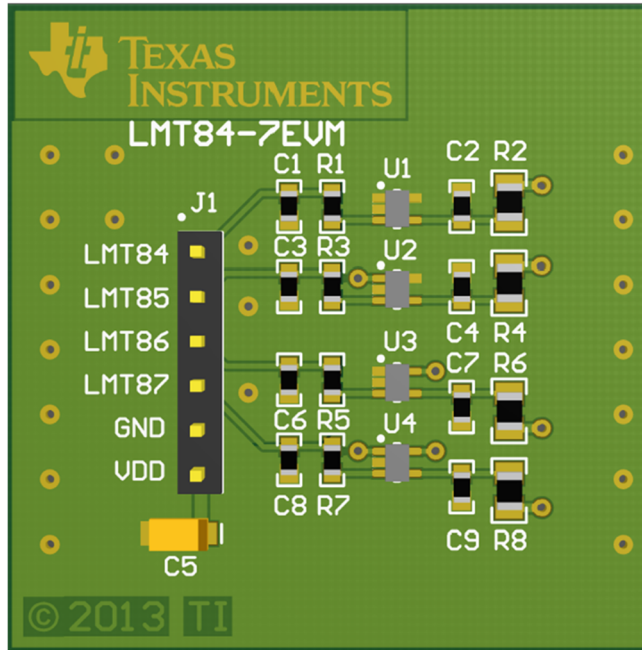 TEXAS
INSTRUMENTS
LMT84-7EVM
C1 R1 U1 C2 R2
J1
LMT84
C3 R3 U2
LMT85
C4 R4
LMT86
U3 C7 R6
LMT87
C6 R5 U4
GND
VDD
C8 R7
C9 R8
C5
© 2013 TI